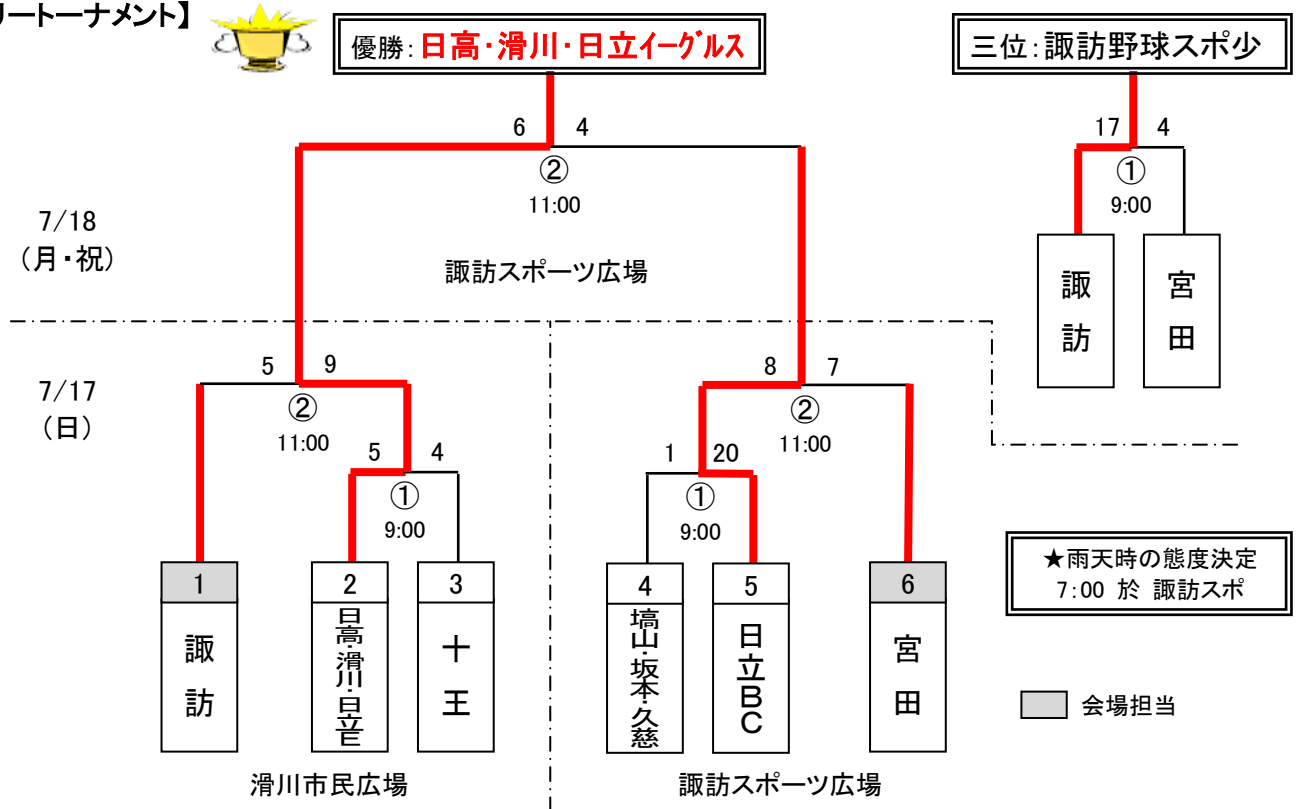 リートーナメント】
優勝：日高・滑川・日立イーグルス
三位：諏訪野球スポ少
6 4
②
11:00
17 4
①
9:00
7/18
（月・祝）
諏訪スポーツ広場
諏訪
宮田
7/17
（日）
5 9
②
11:00
8 7
②
11:00
5 4
①
9:00
1 20
①
9:00
1
諏訪
2
日高・滑川・日立E
3
十王
4
塙山・坂本・久慈
5
日立BC
6
宮田
★雨天時の態度決定
7:00 於 諏訪スポ
会場担当
滑川市民広場
諏訪スポーツ広場